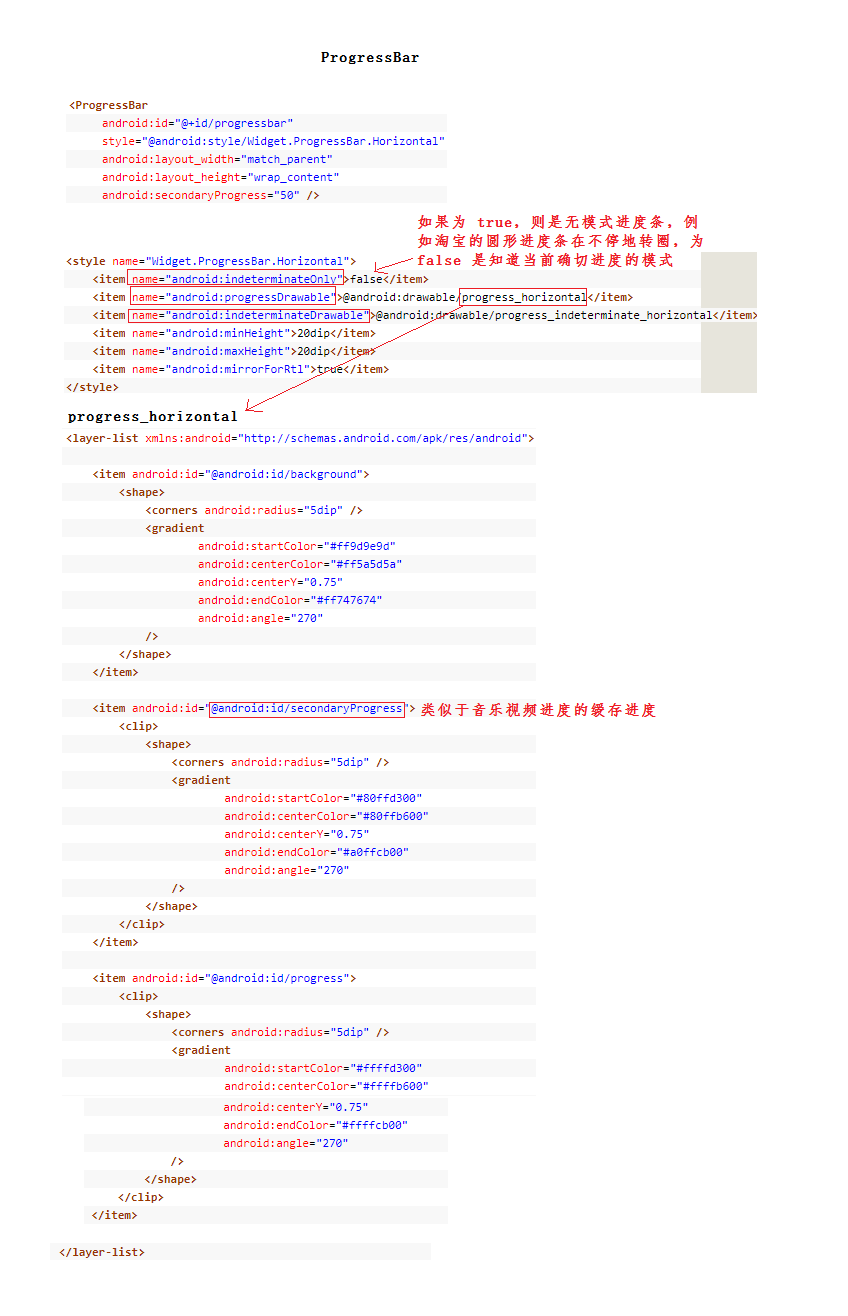 ProgressBar
<ProgressBar
android:id="@+id/progressbar"
style="@android:style/Widget.ProgressBar.Horizontal"
android:layout_width="match_parent"
android:layout_height="wrap_content"
android:secondaryProgress="50" />
如果为 true，则是无模式进度条，例
如淘宝的圆形进度条在不停地转圈，为
false 是知道当前确切进度的模式
<style name="Widget.ProgressBar.Horizontal">
<item name="android:indeterminateOnly">false</item>
<item name="android:progressDrawable">@android:drawable/progress_horizontal</item>
<item name="android:indeterminateDrawable">@android:drawable/progress_indeterminate_horizontal</item>
<item name="android:minHeight">20dip</item>
<item name="android:maxHeight">20dip</item>
<item name="android:mirrorForRtl">true</item>
</style>
progress_horizontal
<layer-list xmlns:android="http://schemas.android.com/apk/res/android">
<item android:id="@android:id/background">
<shape>
<corners android:radius="5dip" />
<gradient
android:startColor="#ff9d9e9d"
android:centerColor="#ff5a5d5a"
android:centerY="0.75"
android:endColor="#ff747674"
android:angle="270"
/>
</shape>
</item>
<item android:id="@android:id/secondaryProgress"> 类似于音乐视频进度的缓存进度
<clip>
<shape>
<corners android:radius="5dip" />
<gradient
android:startColor="#80ffd300"
android:centerColor="#80ffb600"
android:centerY="0.75"
android:endColor="#a0ffcb00"
android:angle="270"
/>
</shape>
</clip>
</item>
<item android:id="@android:id/progress">
<clip>
<shape>
<corners android:radius="5dip" />
<gradient
android:startColor="#ffffd300"
android:centerColor="#ffffb600"
android:centerY="0.75"
android:endColor="#ffffcb00"
android:angle="270"
/>
</shape>
</clip>
</item>
</layer-list>